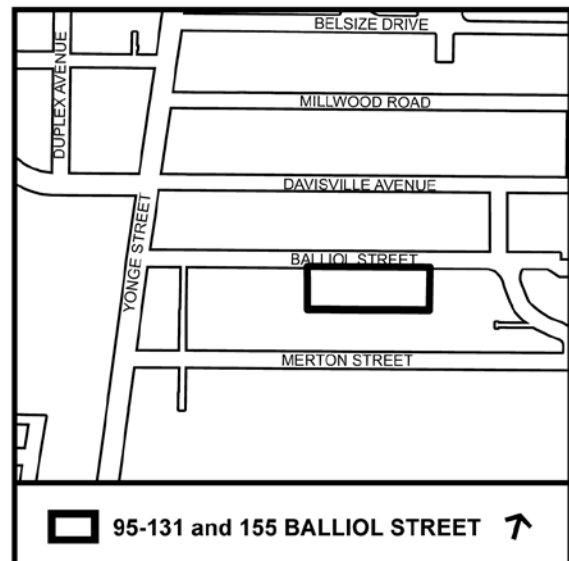 BELSIZE DRIVE
DUPLEX AVENUE
MILLWOOD ROAD
DAVISVILLE AVENUE
YONGE STREET
BALLIOL STREET
MERTON STREET
95-131 and 155 BALLIOL STREET